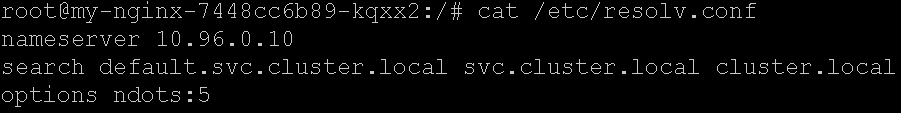 root@my-nginx-7448cc6b89-kqxx2:/# cat /etc/resolv.conf
nameserver 10.96.0.10
search default.svc.cluster.local svc.cluster.local cluster.local
options ndots:5